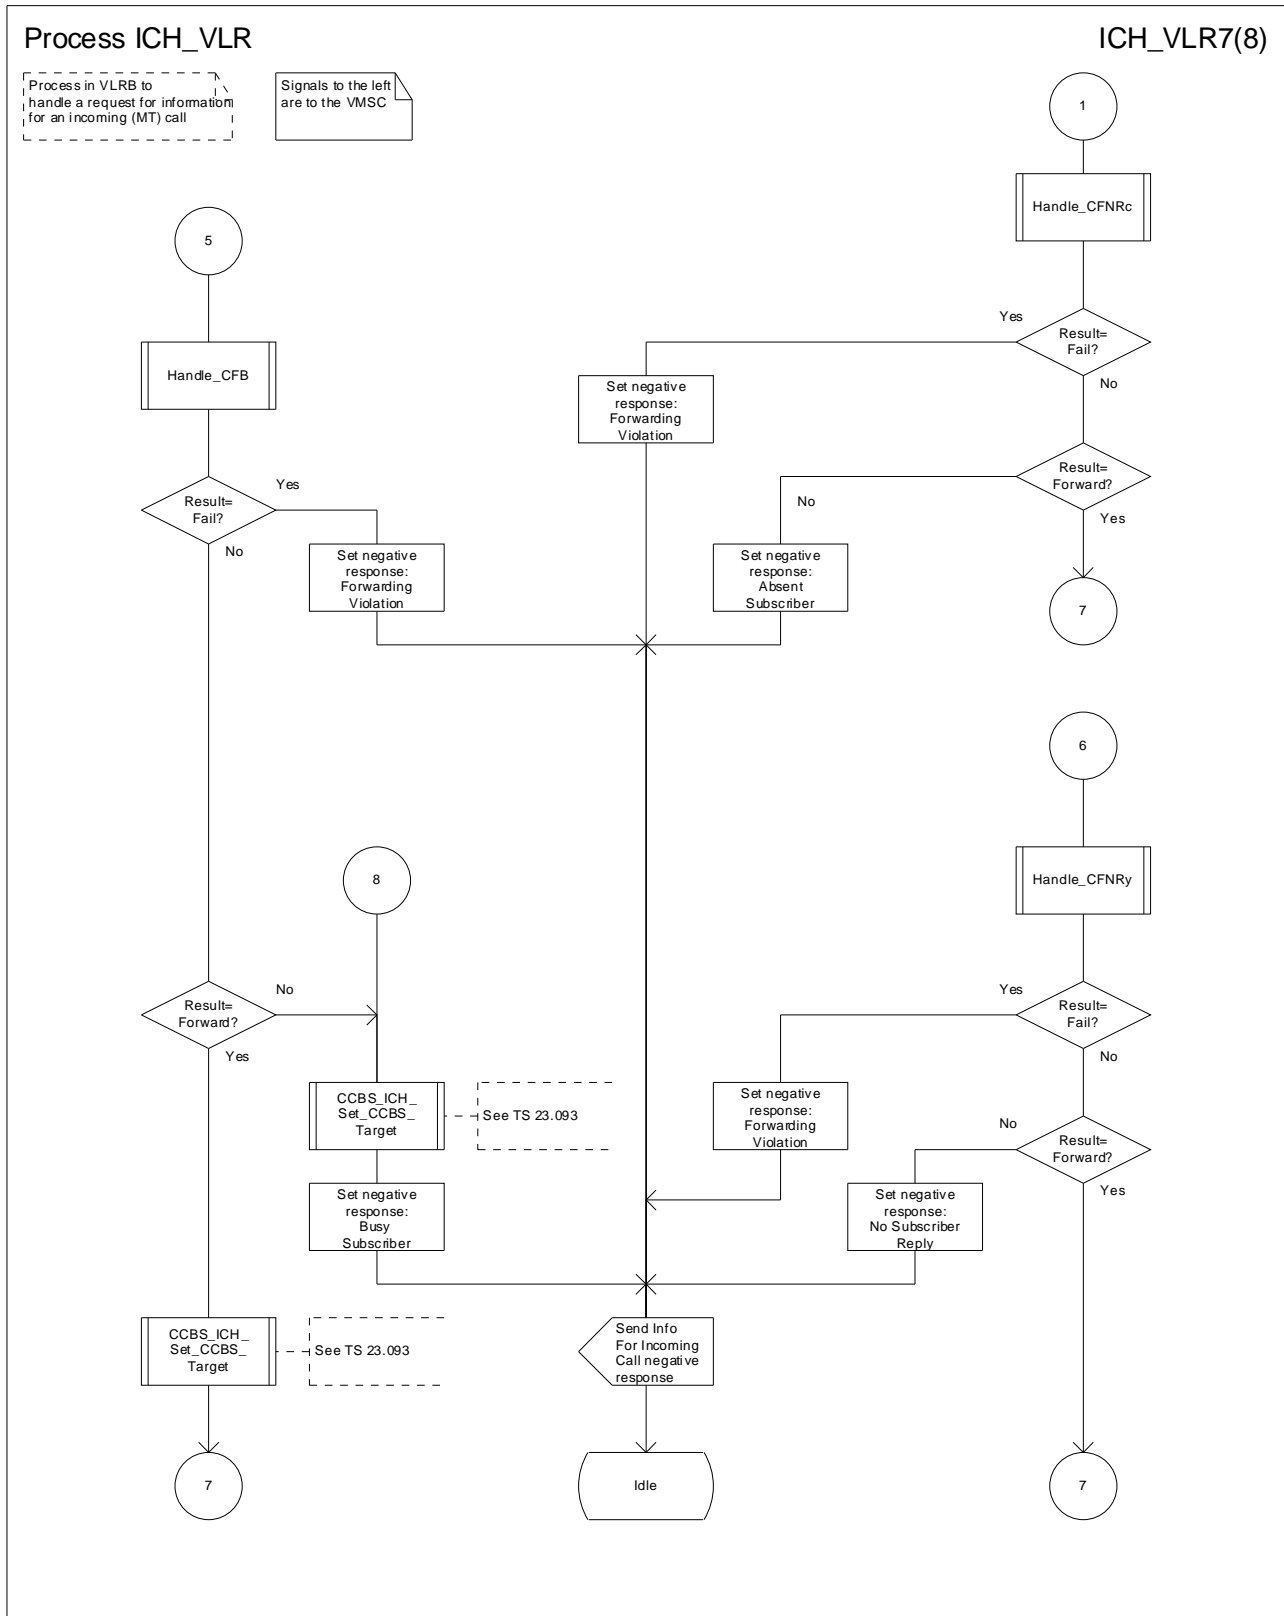 Process ICH_VLR
ICH_VLR7(8)
Process in VLRB to
handle a request for information
for an incoming (MT) call
Signals to the left
are to the VMSC
1
Handle_CFNRc
5
Yes
Result=
Fail?
No
Handle_CFB
Set negative
response:
Forwarding
Violation
Result=
Forward?
No
Yes
Result=
Fail?
Yes
No
Set negative
response:
Forwarding
Violation
Set negative
response:
Absent
Subscriber
7
6
8
Handle_CFNRy
Result=
Forward?
No
Yes
Yes
Result=
Fail?
No
CCBS_ICH_
Set_CCBS_
Target
See TS 23.093
Set negative
response:
Forwarding
Violation
No
Result=
Forward?
Yes
Set negative
response:
Busy
Subscriber
Set negative
response:
No Subscriber
Reply
CCBS_ICH_
Set_CCBS_
Target
See TS 23.093
Send Info
For Incoming
Call negative
response
7
Idle
7